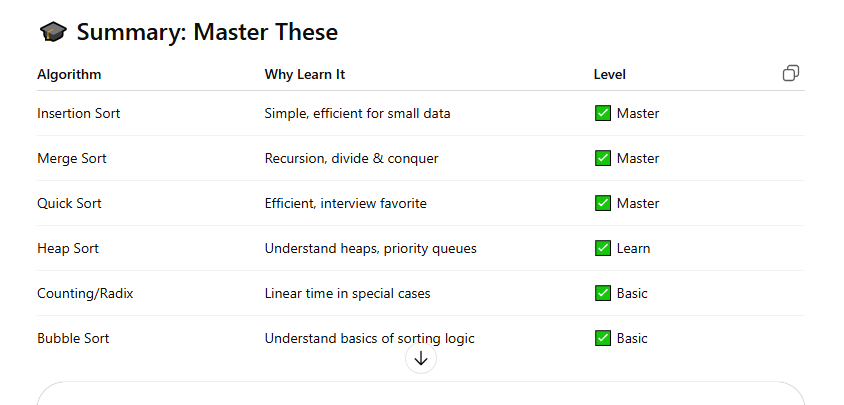 🎓 Summary: Master These
Algorithm Why Learn It Level
Insertion Sort Simple, efficient for small data ✅ Master
Merge Sort Recursion, divide & conquer ✅ Master
Quick Sort Efficient, interview favorite ✅ Master
Heap Sort Understand heaps, priority queues ✅ Learn
Counting/Radix Linear time in special cases ✅ Basic
Bubble Sort Understand basics of sorting logic ✅ Basic